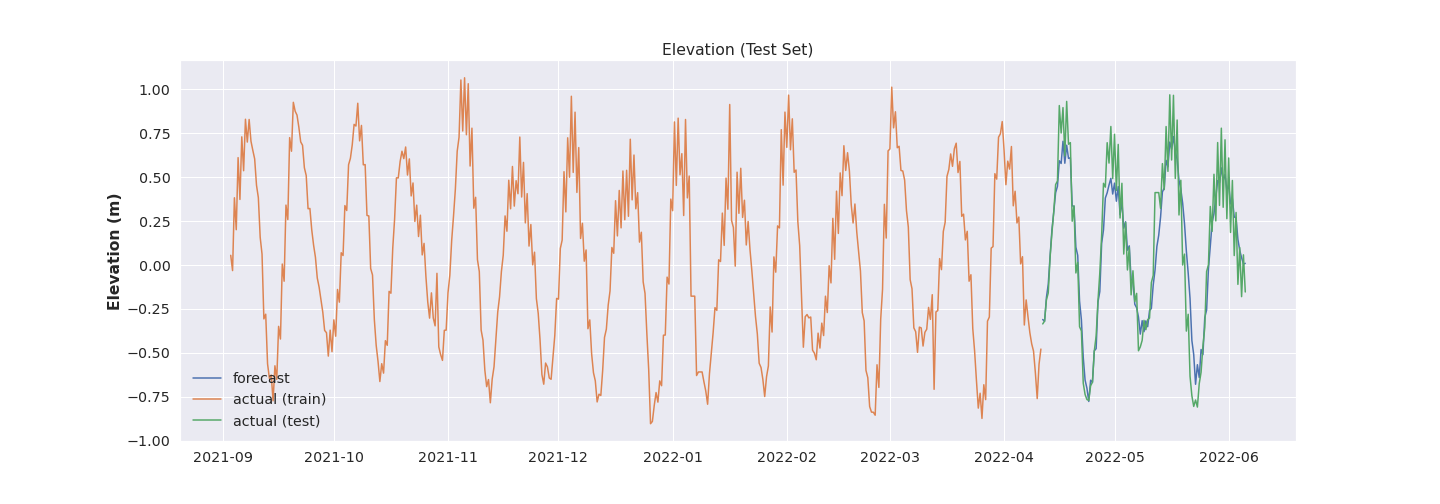 Elevation (Test Set)
Elevation (m)
1.00
0.75
0.50
0.25
0.00
−0.25
−0.50
−0.75
−1.00
forecast
actual (train)
actual (test)
2021-09 2021-10 2021-11 2021-12 2022-01 2022-02 2022-03 2022-04 2022-05 2022-06